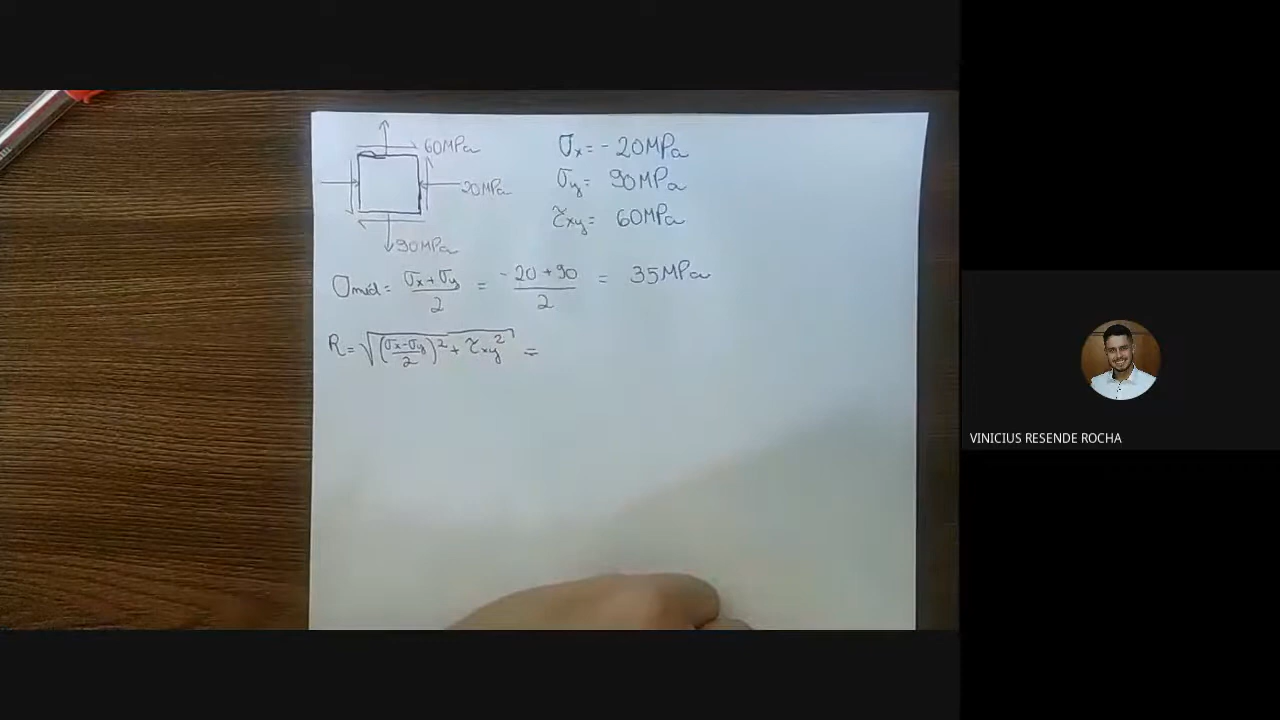 60MPa
20MPa
90MPa
σx = -20MPa
σy = 90MPa
τxy = 60MPa
σméd = σx+σy / 2 = -20+90 / 2 = 35MPa
R = √((σx-σy / 2)² + τxy²) =
VINICIUS RESENDE ROCHA